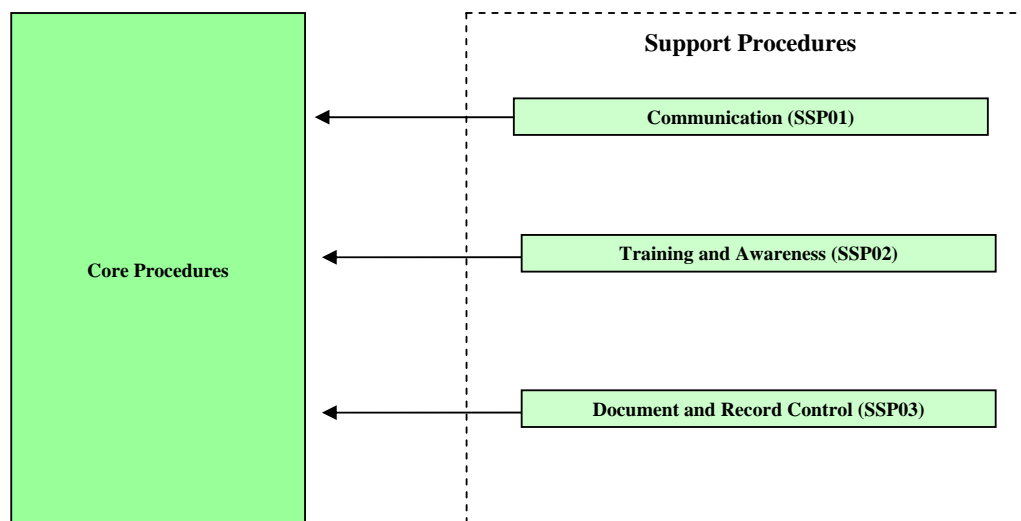 Support Procedures
Communication (SSP01)
Training and Awareness (SSP02)
Core Procedures
Document and Record Control (SSP03)